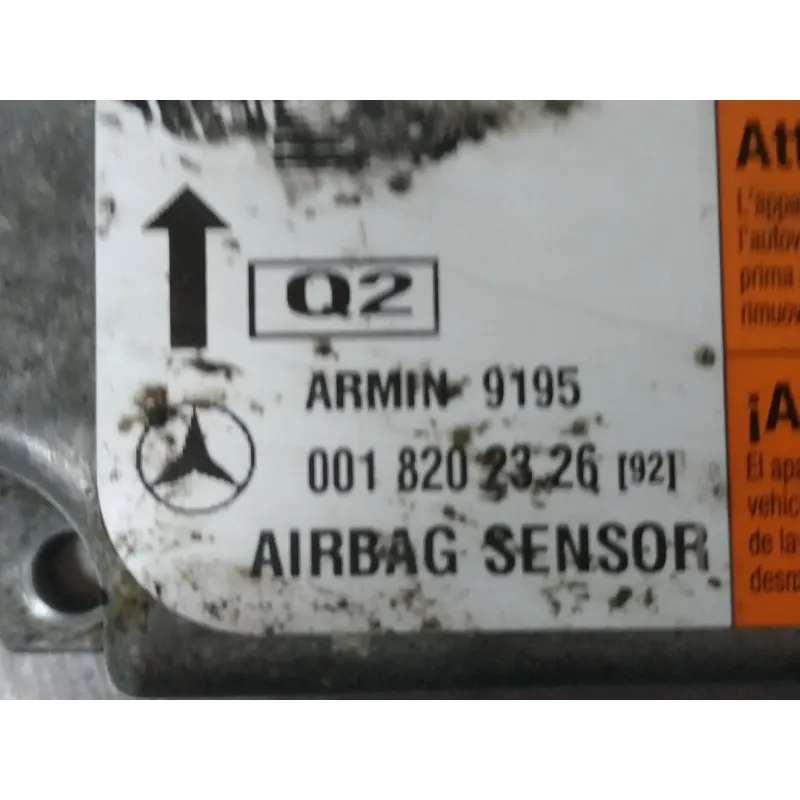 Q2
ARMIN 9195
001 820 23 26 [92]
AIRBAG SENSOR
Att
L'appa
l'autov
prima
rimuov
¡A
El apa
vehic
de la
desm